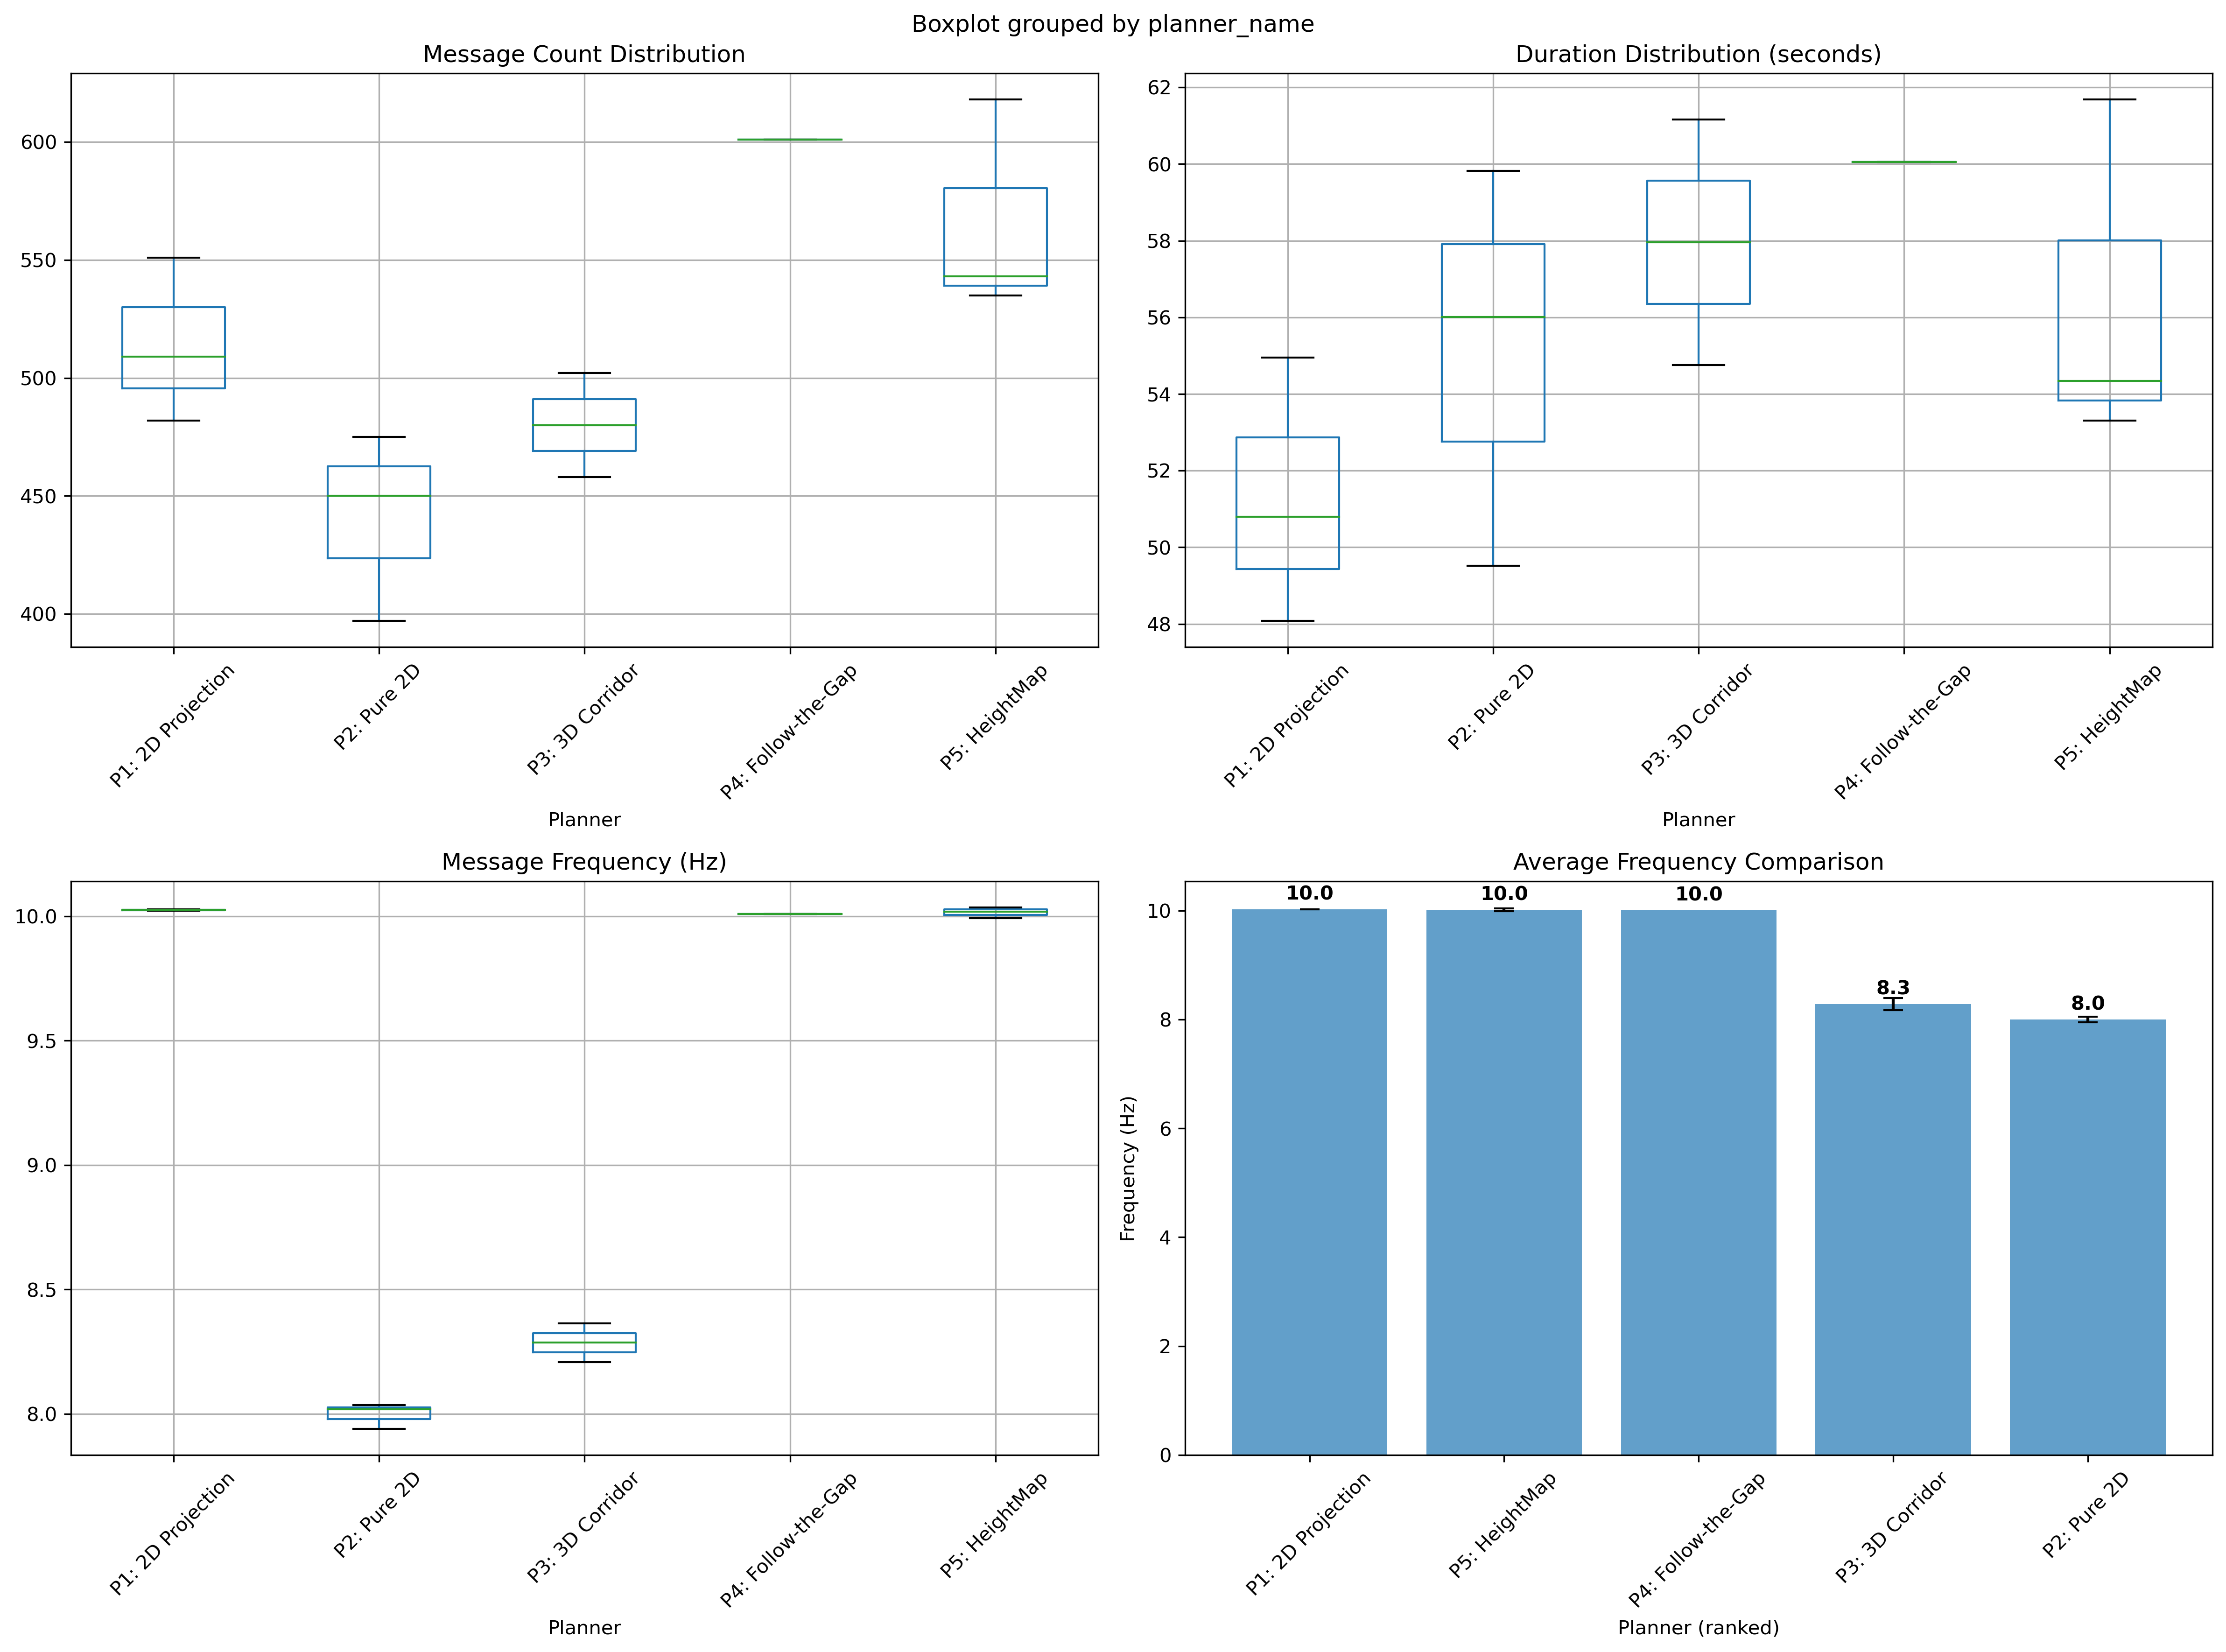 Boxplot grouped by planner_name
Message Count Distribution
600
550
500
450
400
P1: 2D Projection
P2: Pure 2D
P3: 3D Corridor
P4: Follow-the-Gap
P5: HeightMap
Planner
Duration Distribution (seconds)
62
60
58
56
54
52
50
48
P1: 2D Projection
P2: Pure 2D
P3: 3D Corridor
P4: Follow-the-Gap
P5: HeightMap
Planner
Message Frequency (Hz)
10.0
9.5
9.0
8.5
8.0
P1: 2D Projection
P2: Pure 2D
P3: 3D Corridor
P4: Follow-the-Gap
P5: HeightMap
Planner
Average Frequency Comparison
Frequency (Hz)
10
8
6
4
2
0
10.0
10.0
10.0
8.3
8.0
P1: 2D Projection
P5: HeightMap
P4: Follow-the-Gap
P3: 3D Corridor
P2: Pure 2D
Planner (ranked)